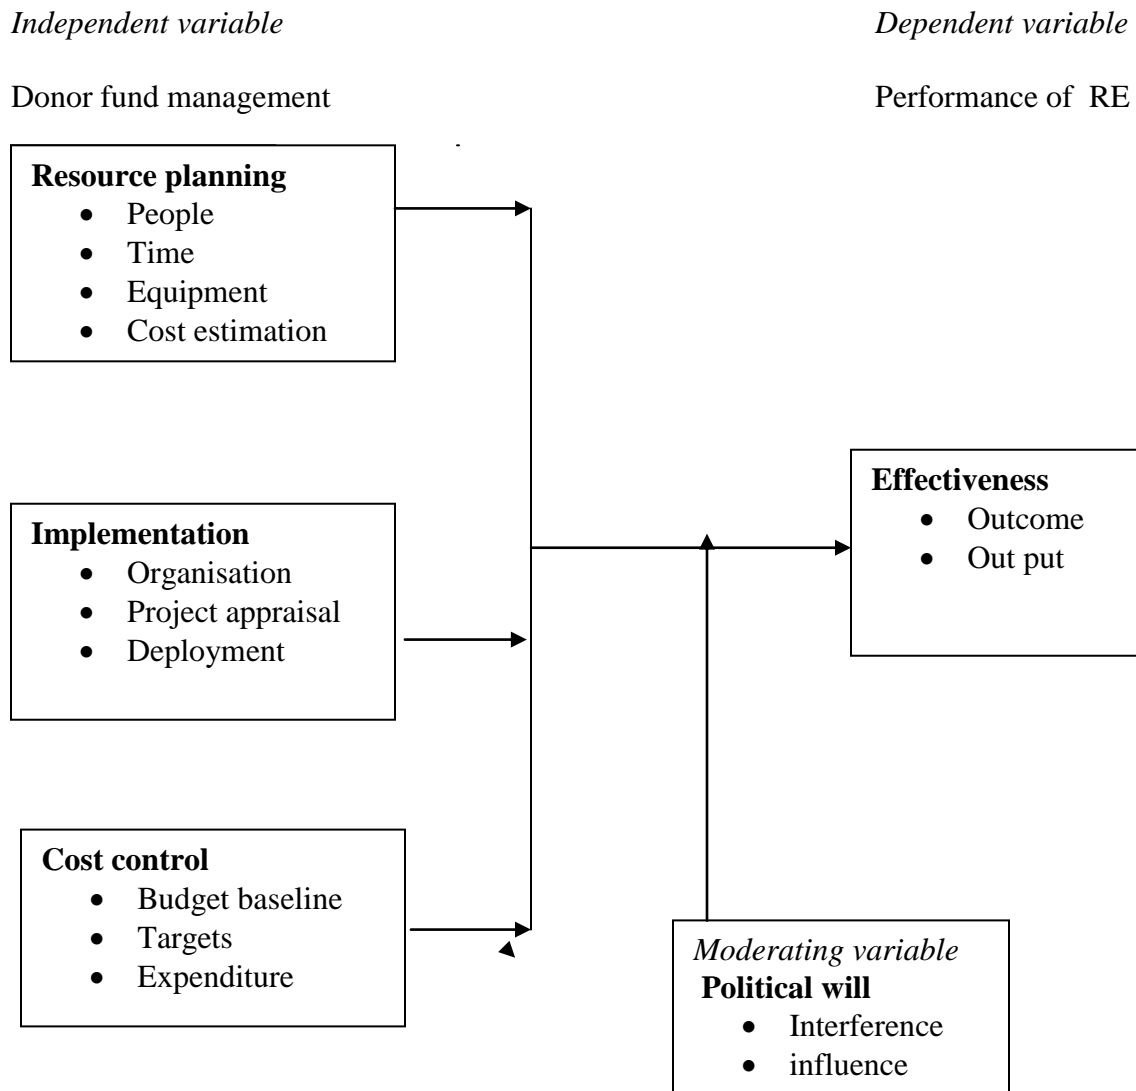 Independent variable
Dependent variable
Donor fund management
Performance of RE
Resource planning
• People
• Time
• Equipment
• Cost estimation
Implementation
• Organisation
• Project appraisal
• Deployment
Cost control
• Budget baseline
• Targets
• Expenditure
Effectiveness
• Outcome
• Out put
Moderating variable
Political will
• Interference
• influence